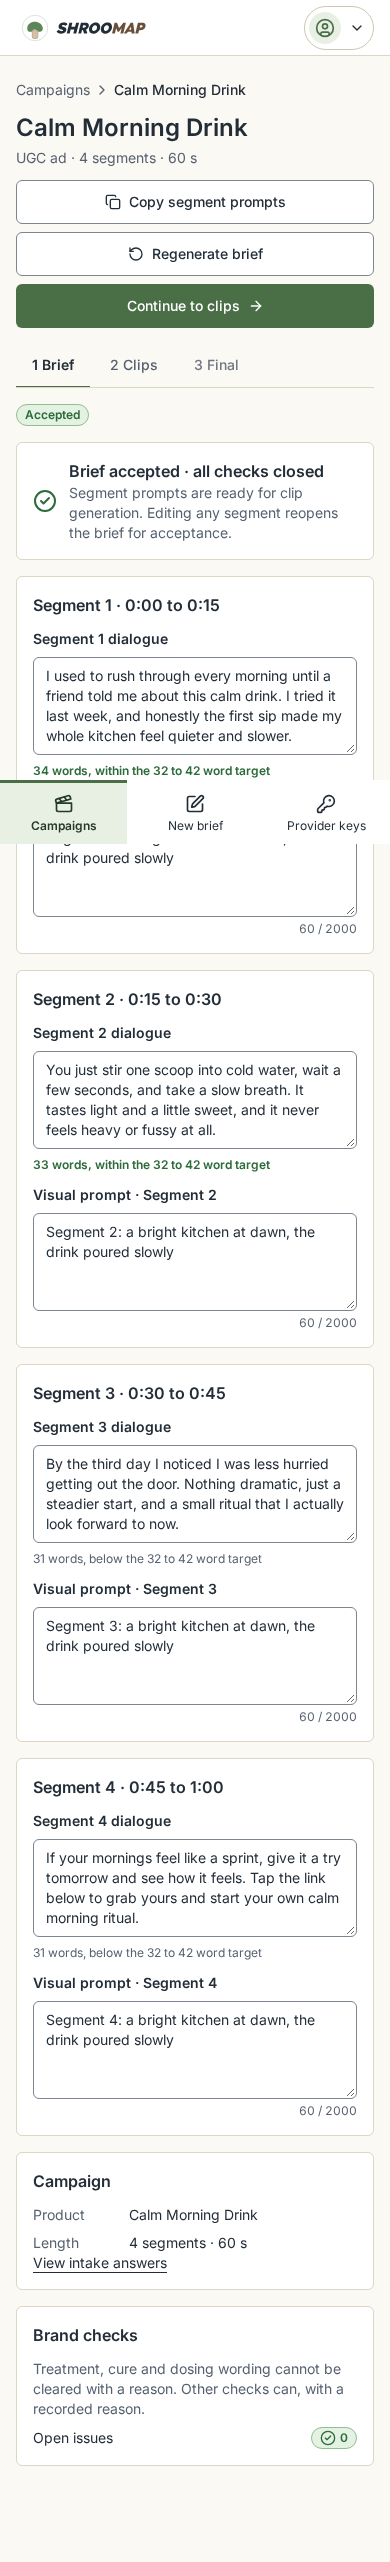 SHROOMAP
Campaigns > Calm Morning Drink
Calm Morning Drink
UGC ad · 4 segments · 60 s
Copy segment prompts
Regenerate brief
Continue to clips →
1 Brief 2 Clips 3 Final
Accepted
Brief accepted · all checks closed
Segment prompts are ready for clip
generation. Editing any segment reopens
the brief for acceptance.
Segment 1 · 0:00 to 0:15
Segment 1 dialogue
I used to rush through every morning until a
friend told me about this calm drink. I tried it
last week, and honestly the first sip made my
whole kitchen feel quieter and slower.
34 words, within the 32 to 42 word target
Campaigns New brief Provider keys
drink poured slowly
60 / 2000
Segment 2 · 0:15 to 0:30
Segment 2 dialogue
You just stir one scoop into cold water, wait a
few seconds, and take a slow breath. It
tastes light and a little sweet, and it never
feels heavy or fussy at all.
33 words, within the 32 to 42 word target
Visual prompt · Segment 2
Segment 2: a bright kitchen at dawn, the
drink poured slowly
60 / 2000
Segment 3 · 0:30 to 0:45
Segment 3 dialogue
By the third day I noticed I was less hurried
getting out the door. Nothing dramatic, just a
steadier start, and a small ritual that I actually
look forward to now.
31 words, below the 32 to 42 word target
Visual prompt · Segment 3
Segment 3: a bright kitchen at dawn, the
drink poured slowly
60 / 2000
Segment 4 · 0:45 to 1:00
Segment 4 dialogue
If your mornings feel like a sprint, give it a try
tomorrow and see how it feels. Tap the link
below to grab yours and start your own calm
morning ritual.
31 words, below the 32 to 42 word target
Visual prompt · Segment 4
Segment 4: a bright kitchen at dawn, the
drink poured slowly
60 / 2000
Campaign
Product Calm Morning Drink
Length 4 segments · 60 s
View intake answers
Brand checks
Treatment, cure and dosing wording cannot be
cleared with a reason. Other checks can, with a
recorded reason.
Open issues 0